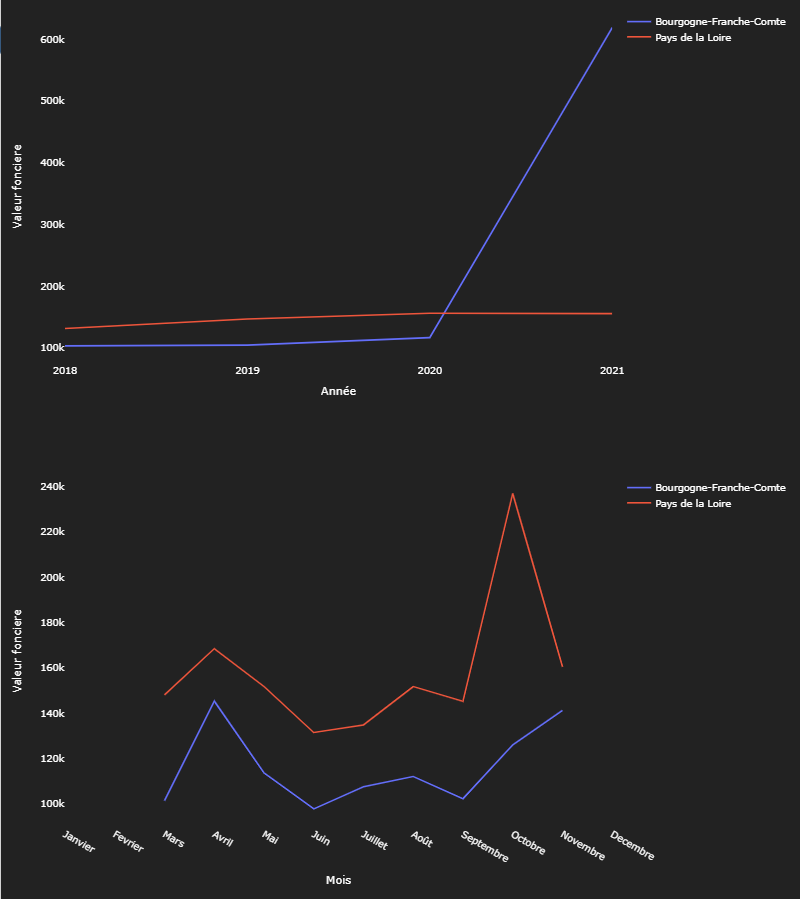 Bourgogne-Franche-Comte
Pays de la Loire
600k
500k
400k
300k
200k
100k
Valeur fonciere
2018 2019 2020 2021
Année
Bourgogne-Franche-Comte
Pays de la Loire
240k
220k
200k
180k
160k
140k
120k
100k
Valeur fonciere
Janvier Fevrier Mars Avril Mai Juin Juillet Août Septembre Octobre Novembre Decembre
Mois